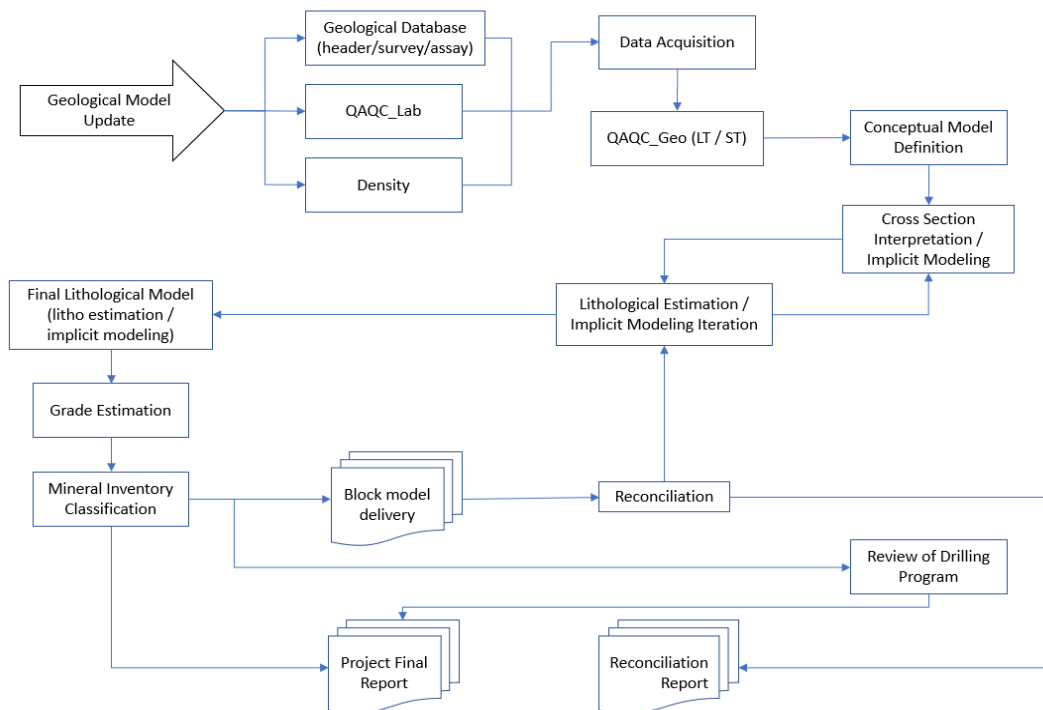 Geological Database
(header/survey/assay)
Data Acquisition
Geological Model
Update
QAQC_Lab
QAQC_Geo (LT / ST)
Conceptual Model
Definition
Density
Cross Section
Interpretation /
Implicit Modeling
Final Lithological Model
(litho estimation /
implicit modeling)
Lithological Estimation /
Implicit Modeling Iteration
Grade Estimation
Mineral Inventory
Classification
Block model
delivery
Reconciliation
Review of Drilling
Program
Project Final
Report
Reconciliation
Report